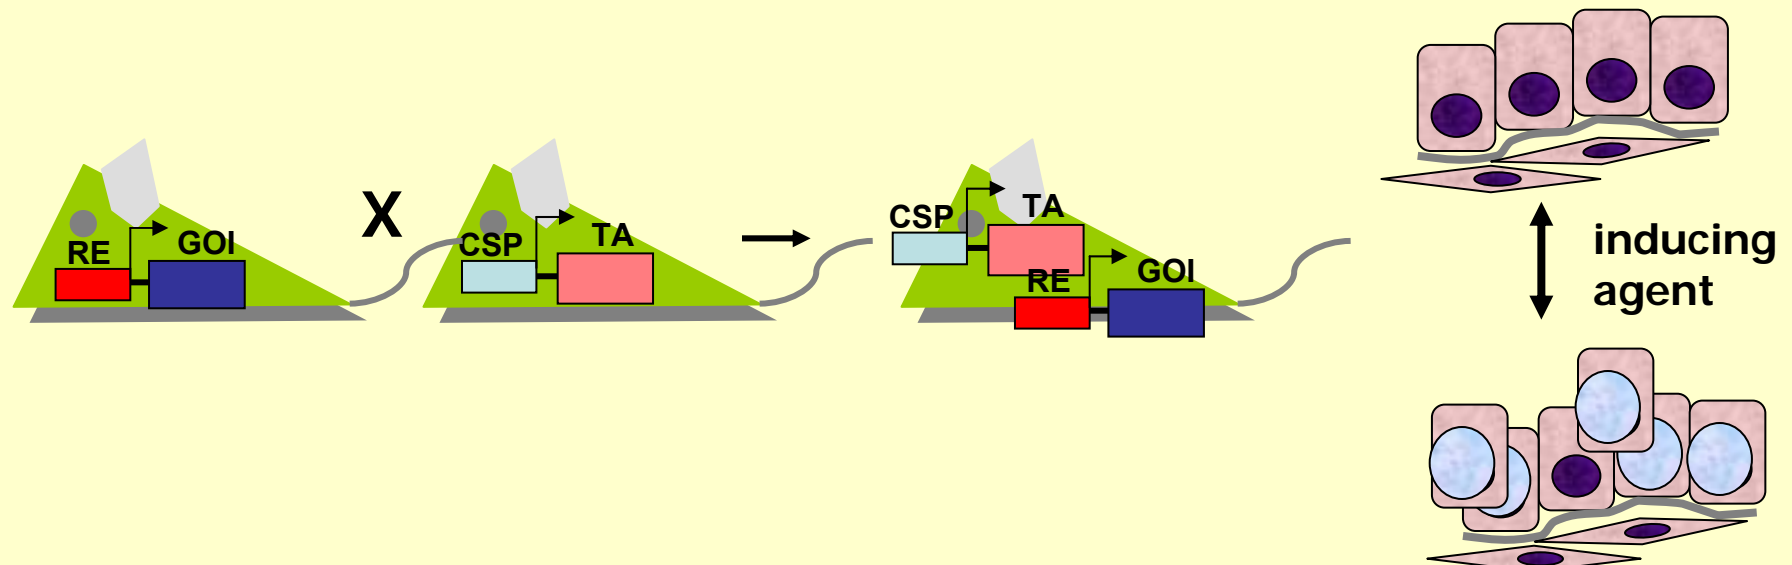 RE
GOI
X
CSP
TA
CSP
TA
RE
GOI
inducing
agent